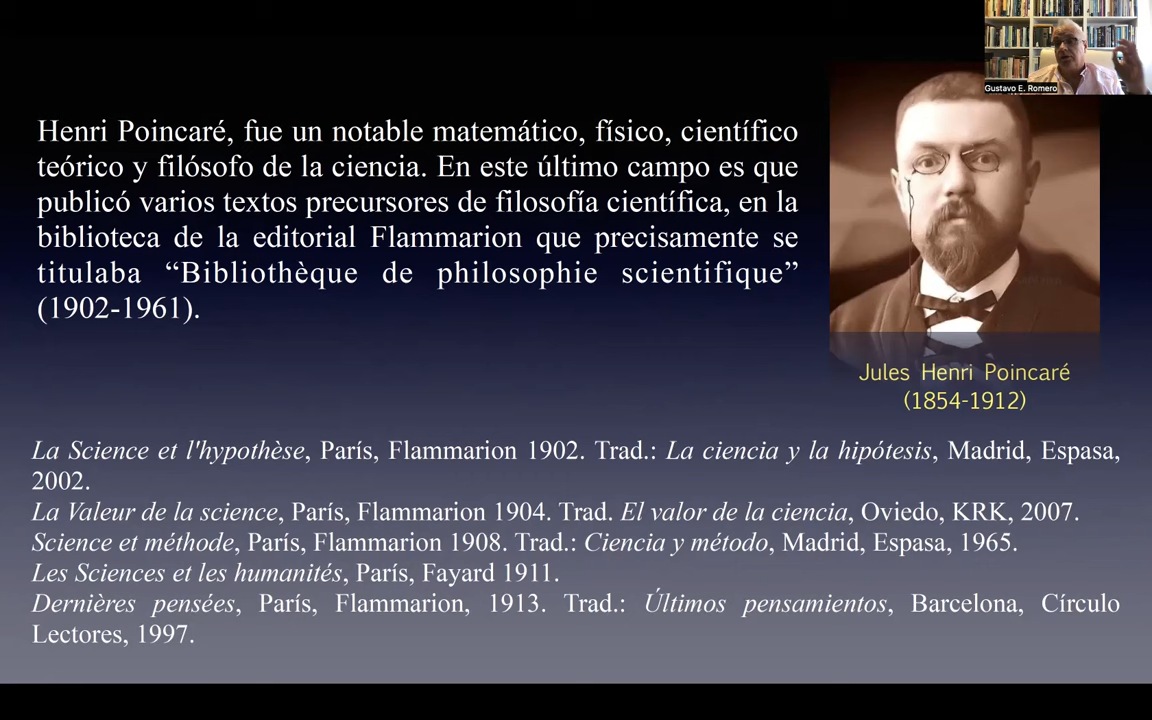 Gustavo E. Romero
Henri Poincaré, fue un notable matemático, físico, científico
teórico y filósofo de la ciencia. En este último campo es que
publicó varios textos precursores de filosofía científica, en la
biblioteca de la editorial Flammarion que precisamente se
titulaba “Bibliothèque de philosophie scientifique”
(1902-1961).
Jules Henri Poincaré
(1854-1912)
La Science et l'hypothèse, París, Flammarion 1902. Trad.: La ciencia y la hipótesis, Madrid, Espasa,
2002.
La Valeur de la science, París, Flammarion 1904. Trad. El valor de la ciencia, Oviedo, KRK, 2007.
Science et méthode, París, Flammarion 1908. Trad.: Ciencia y método, Madrid, Espasa, 1965.
Les Sciences et les humanités, París, Fayard 1911.
Dernières pensées, París, Flammarion, 1913. Trad.: Últimos pensamientos, Barcelona, Círculo
Lectores, 1997.